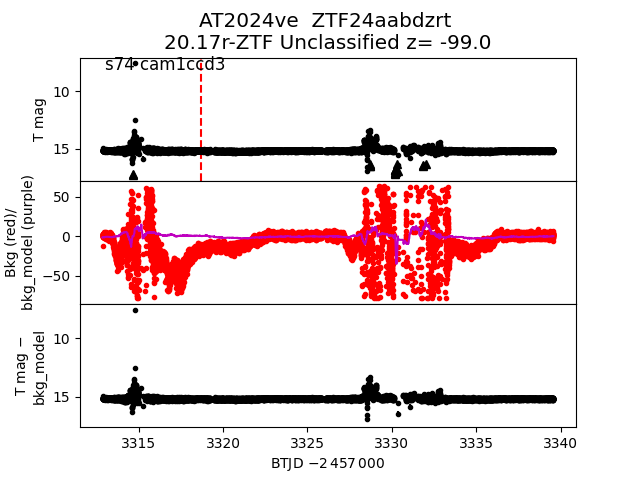 AT2024ve  ZTF24aabdzrt
20.17r-ZTF Unclassified z= -99.0
s74 cam1ccd3
T mag
10
15
Bkg (red)/
bkg_model (purple)
50
0
−50
T mag −
bkg_model
10
15
3315 3320 3325 3330 3335 3340
BTJD −2 457 000